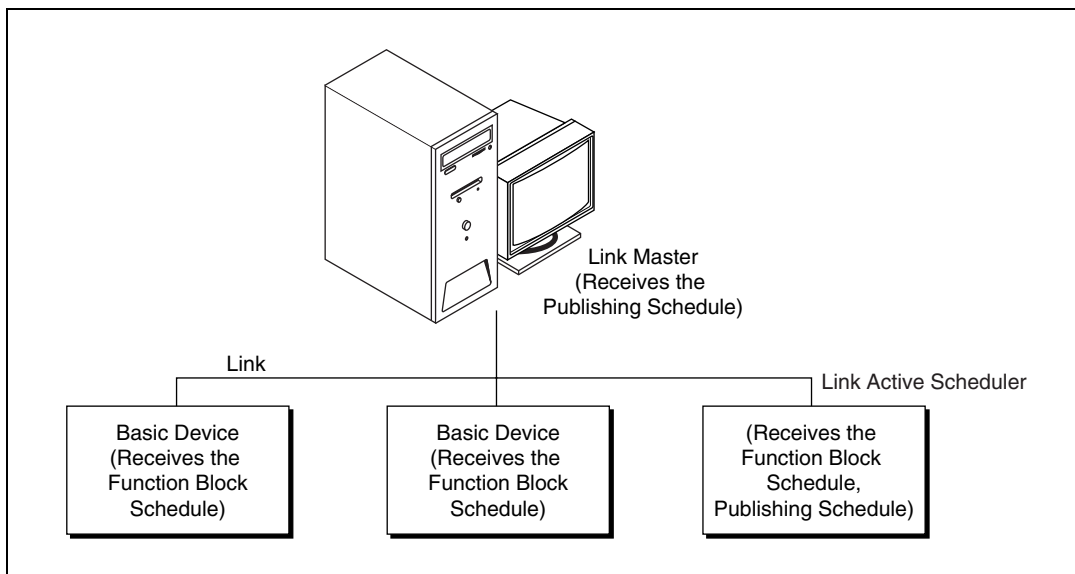 Link Master
(Receives the
Publishing Schedule)
Link
Link Active Scheduler
Basic Device
(Receives the
Function Block
Schedule)
Basic Device
(Receives the
Function Block
Schedule)
(Receives the
Function Block
Schedule,
Publishing Schedule)